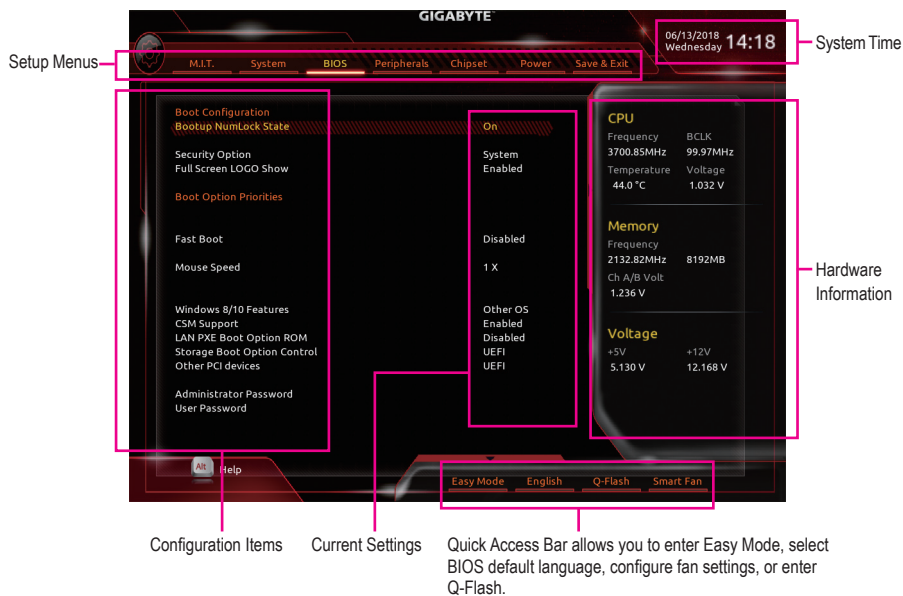 GIGABYTE
06/13/2018
Wednesday 14:18
System Time
Setup Menus
M.I.T. System BIOS Peripherals Chipset Power Save & Exit
Boot Configuration
Bootup NumLock State On
Security Option System
Full Screen LOGO Show Enabled
Boot Option Priorities
Fast Boot Disabled
Mouse Speed 1 X
Windows 8/10 Features Other OS
CSM Support Enabled
LAN PXE Boot Option ROM Disabled
Storage Boot Option Control UEFI
Other PCI devices UEFI
Administrator Password
User Password
CPU
Frequency BCLK
3700.85MHz 99.97MHz
Temperature Voltage
44.0 °C 1.032 V
Memory
Frequency
2132.82MHz 8192MB
Ch A/B Volt
1.236 V
Voltage
+5V +12V
5.130 V 12.168 V
Hardware
Information
Alt Help
Easy Mode English Q-Flash Smart Fan
Configuration Items
Current Settings
Quick Access Bar allows you to enter Easy Mode, select
BIOS default language, configure fan settings, or enter
Q-Flash.